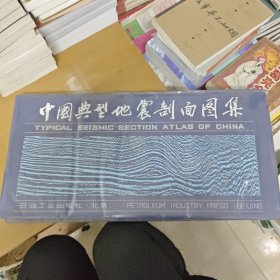 中國典型地震剖面图集
TYPICAL SEISMIC SECTION ATLAS OF CHINA
石油工业出版社·北京 PETROLEUM INDUSTRY PRESS·BEIJING